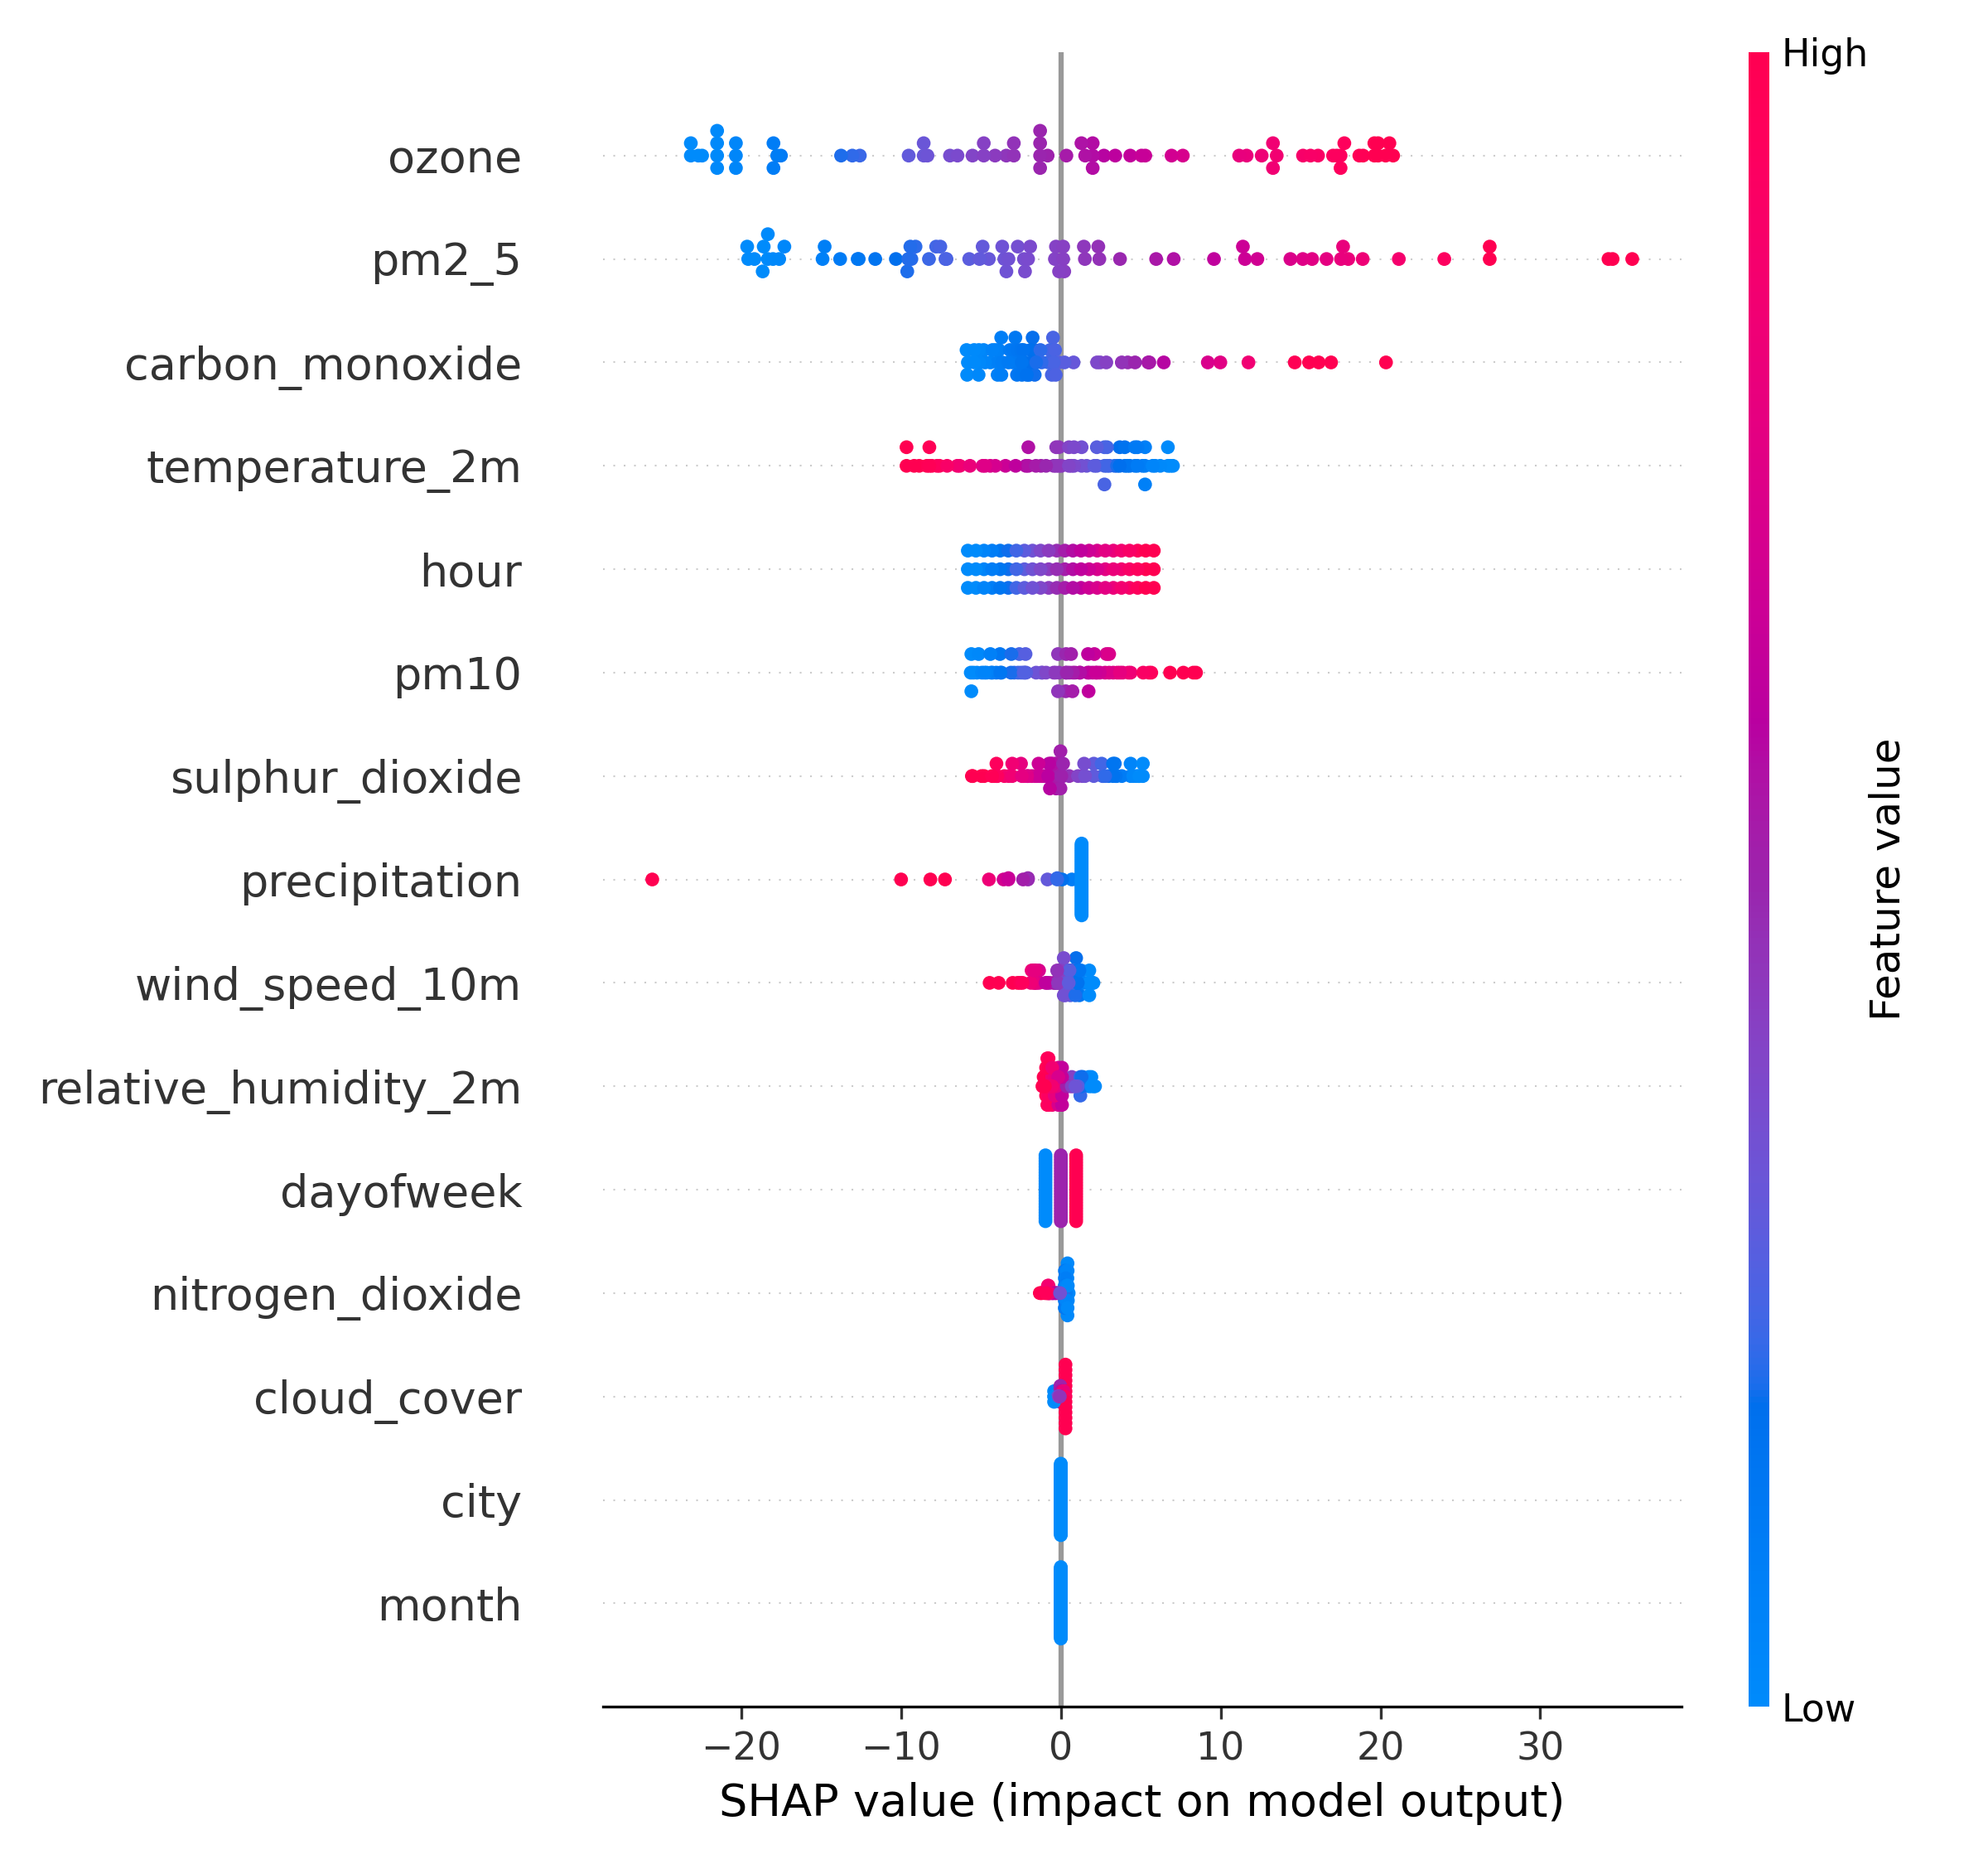 High
ozone
pm2_5
carbon_monoxide
temperature_2m
hour
pm10
sulphur_dioxide
precipitation
wind_speed_10m
relative_humidity_2m
dayofweek
nitrogen_dioxide
cloud_cover
city
month
Feature value
Low
−20 −10 0 10 20 30
SHAP value (impact on model output)